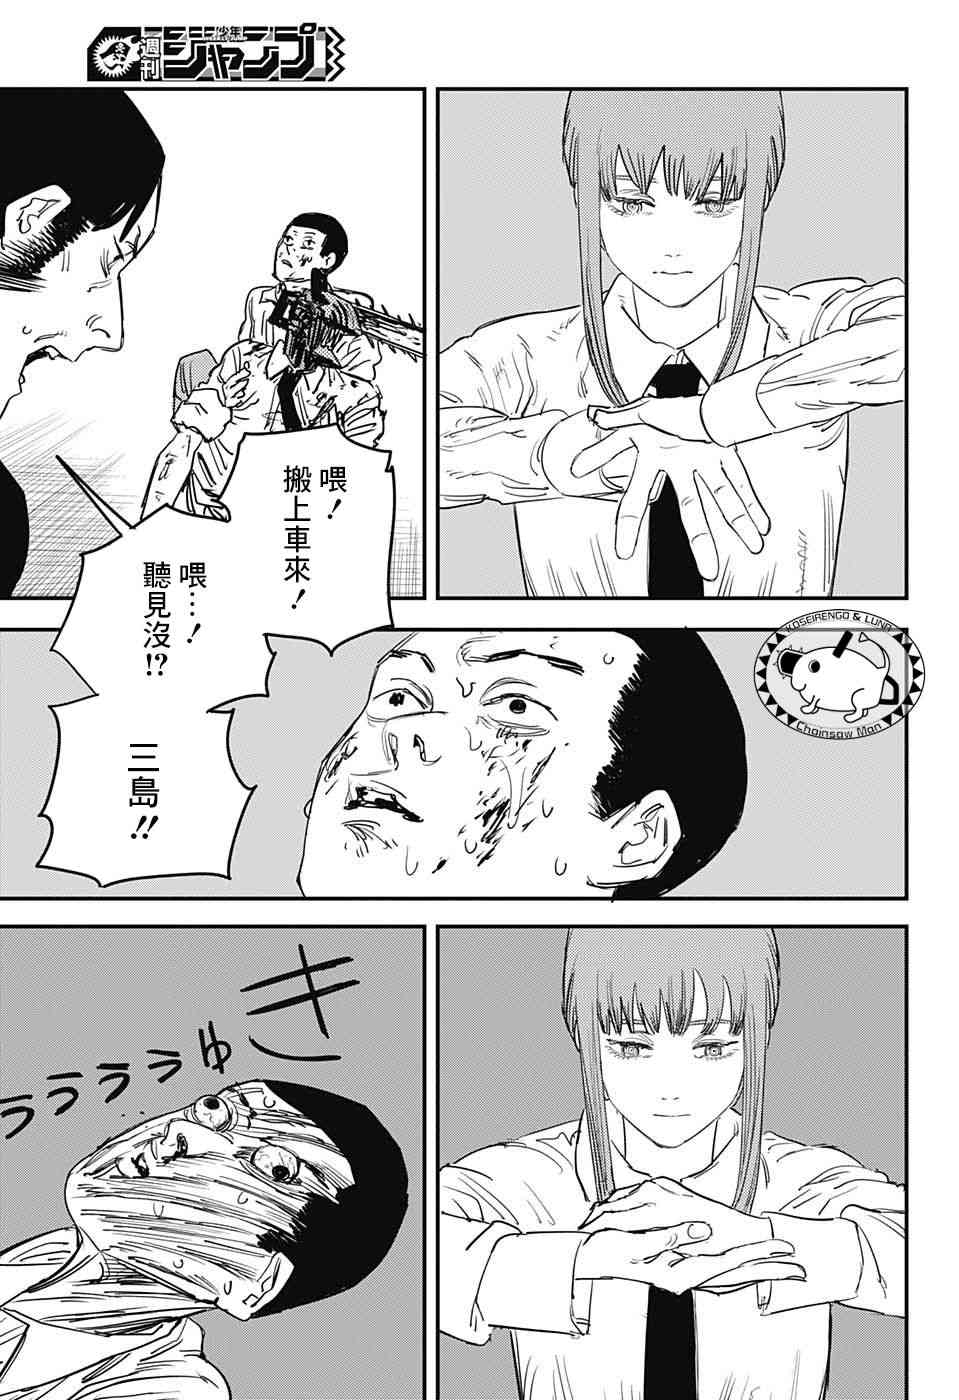 週刊
少年
ジャンプ
喂！
搬上車來！
喂…！
聽見沒!?
三島!!
KOSEIRENGO & LUNA
Chainsaw Man
きゅうううう